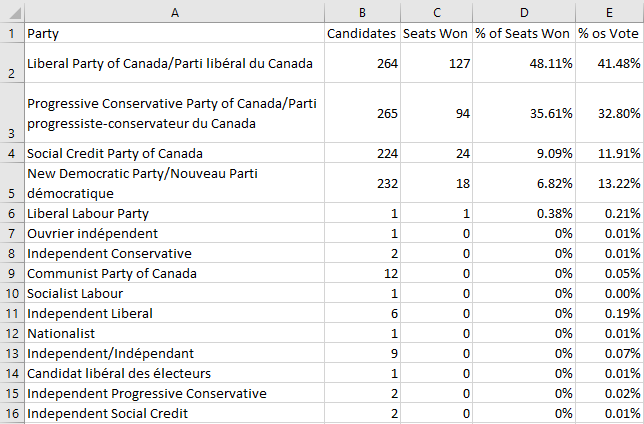 A B C D E
1 Party Candidates Seats Won % of Seats Won % os Vote
2 Liberal Party of Canada/Parti libéral du Canada 264 127 48.11% 41.48%
Progressive Conservative Party of Canada/Parti
3 progressiste-conservateur du Canada 265 94 35.61% 32.80%
4 Social Credit Party of Canada 224 24 9.09% 11.91%
New Democratic Party/Nouveau Parti
5 démocratique 232 18 6.82% 13.22%
6 Liberal Labour Party 1 1 0.38% 0.21%
7 Ouvrier indépendent 1 0 0% 0.01%
8 Independent Conservative 2 0 0% 0.01%
9 Communist Party of Canada 12 0 0% 0.05%
10 Socialist Labour 1 0 0% 0.00%
11 Independent Liberal 6 0 0% 0.19%
12 Nationalist 1 0 0% 0.01%
13 Independent/Indépendant 9 0 0% 0.07%
14 Candidat libéral des électeurs 1 0 0% 0.01%
15 Independent Progressive Conservative 2 0 0% 0.02%
16 Independent Social Credit 2 0 0% 0.01%